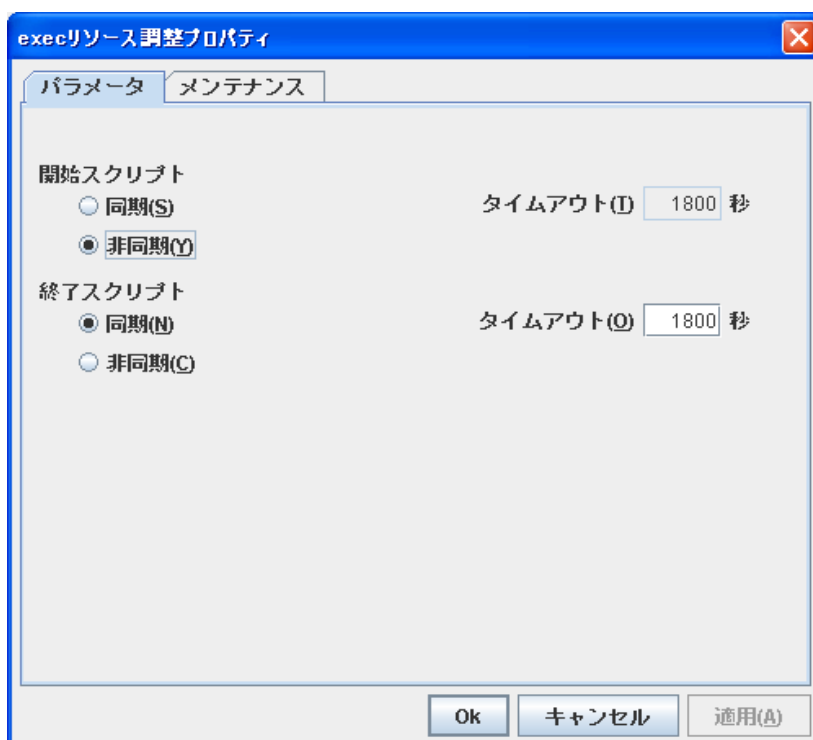 execリソース調整プロパティ
パラメータ メンテナンス
開始スクリプト
同期(S) タイムアウト(T) 1800 秒
非同期(Y)
終了スクリプト
同期(N) タイムアウト(O) 1800 秒
非同期(C)
Ok キャンセル 適用(A)